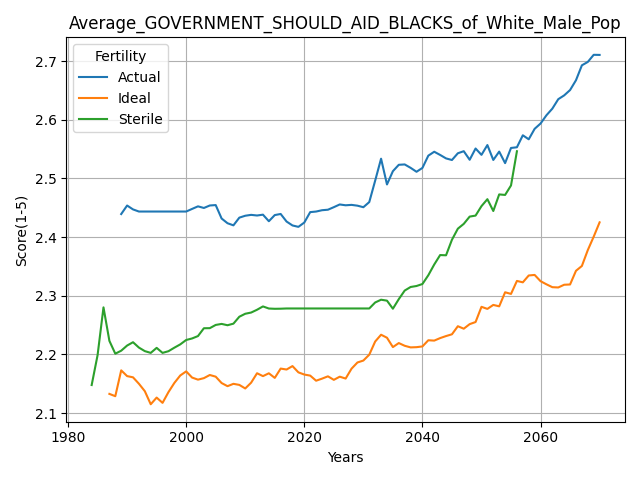 Average_GOVERNMENT_SHOULD_AID_BLACKS_of_White_Male_Pop
Fertility
Actual
Ideal
Sterile
2.7
2.6
2.5
2.4
2.3
2.2
2.1
Score(1-5)
1980
2000
2020
2040
2060
Years